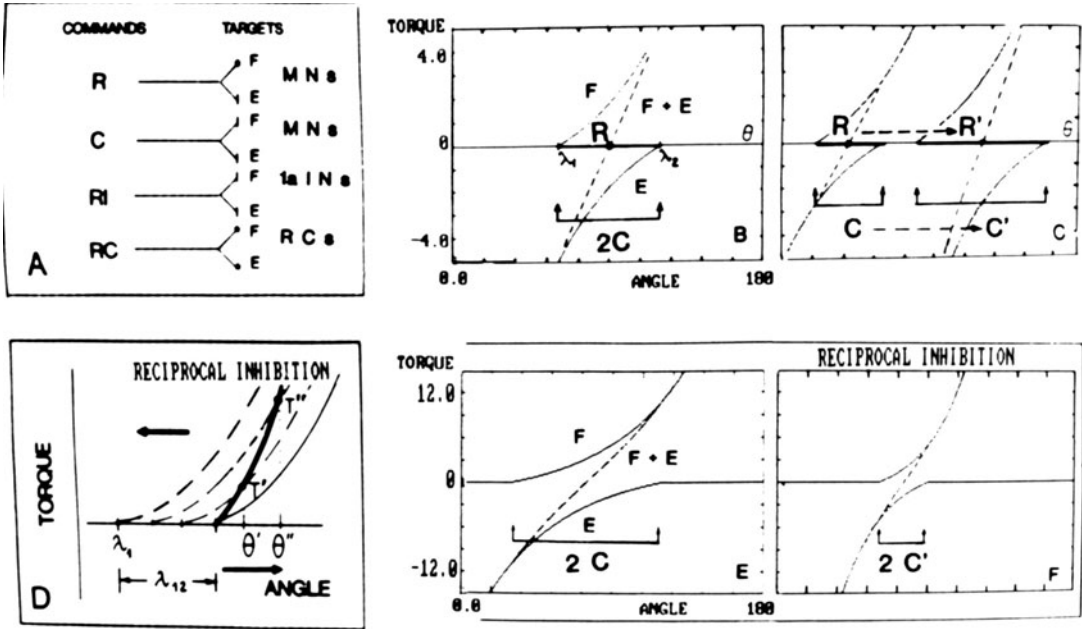 COMMANDS TARGETS
R F E MNs
C F E MNs
RI F E 1a INs
RC F E RCs
A
TORQUE
4.0
0
-4.0
F
F + E
R
θ
λ₁
λ₂
E
2C
B
0.0 ANGLE 180
R R' θ
C C'
C
RECIPROCAL INHIBITION
TORQUE
T"
T'
λ₁ θ' θ"
λ₁₂ ANGLE
D
TORQUE
12.0
0
-12.0
F
F + E
E
2 C
E
0.0 ANGLE 180
RECIPROCAL INHIBITION
2 C'
F